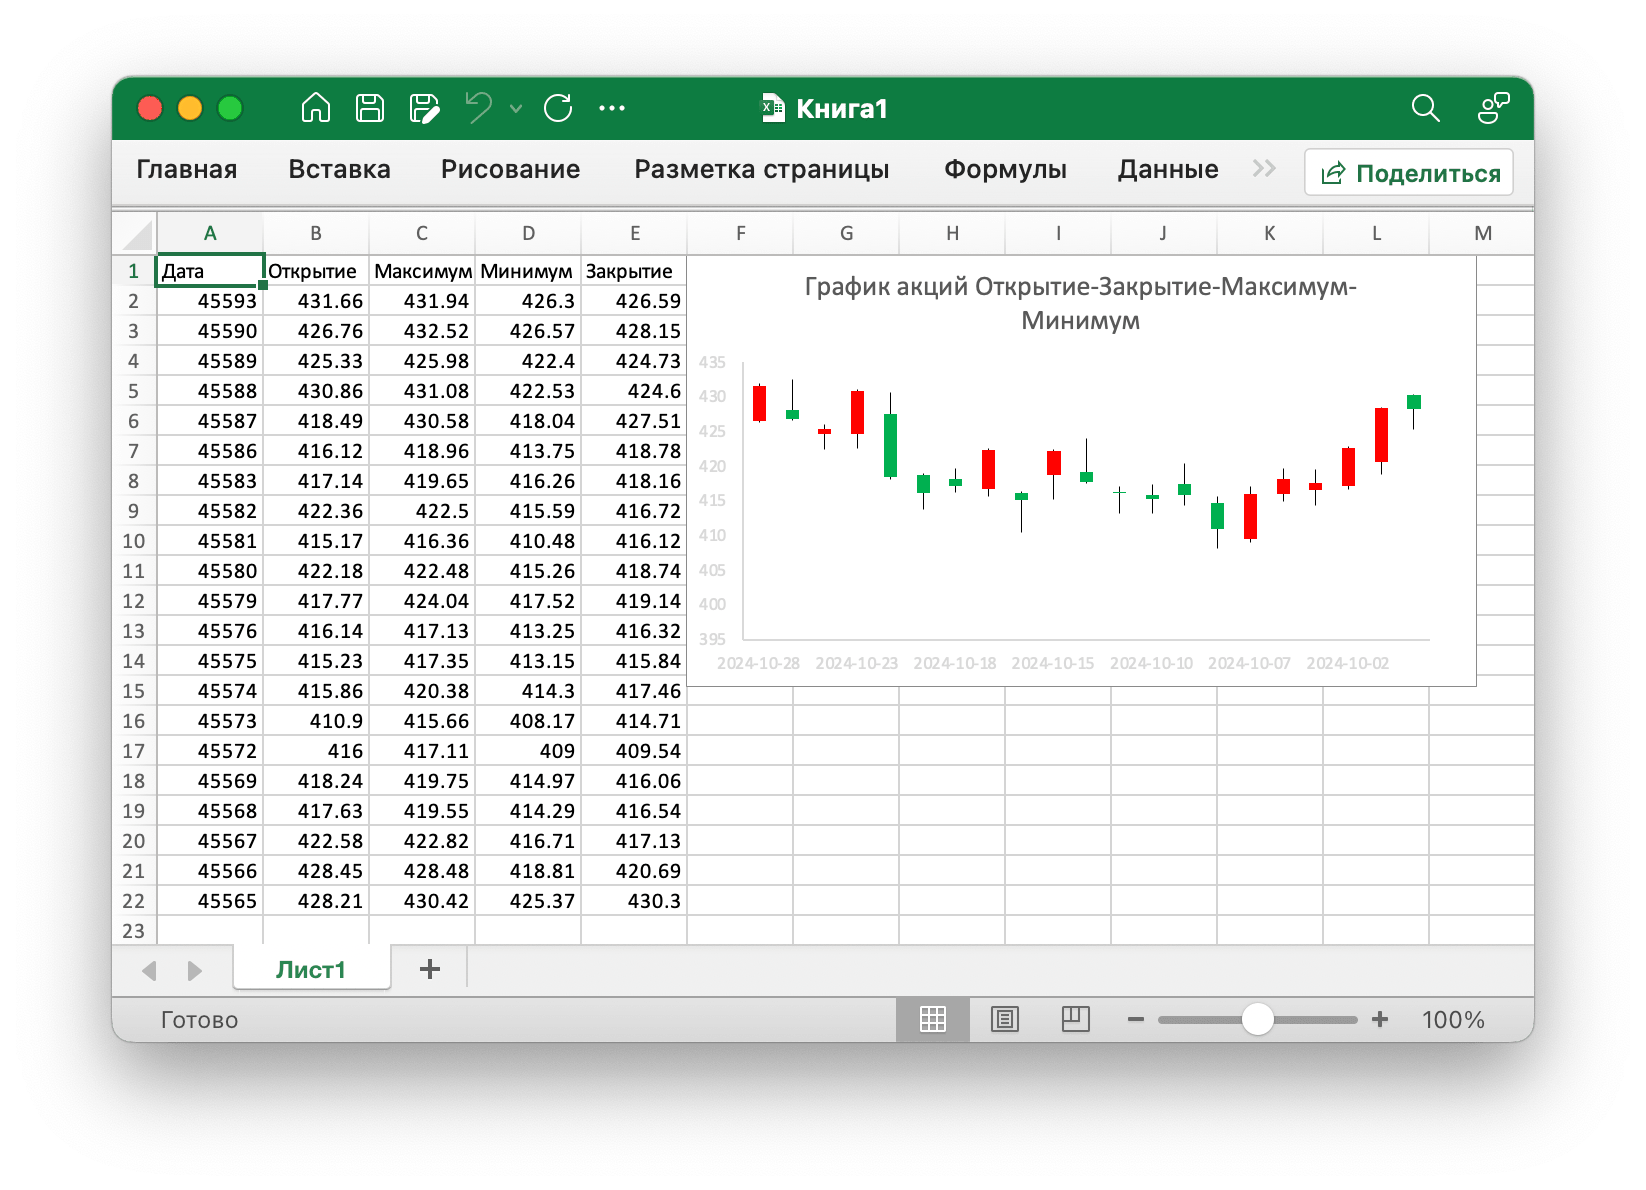 Книга1
Главная Вставка Рисование Разметка страницы Формулы Данные Поделиться
A B C D E F G H I J K L M
1 Дата Открытие Максимум Минимум Закрытие
2 45593 431.66 431.94 426.3 426.59
3 45590 426.76 432.52 426.57 428.15
4 45589 425.33 425.98 422.4 424.73
5 45588 430.86 431.08 422.53 424.6
6 45587 418.49 430.58 418.04 427.51
7 45586 416.12 418.96 413.75 418.78
8 45583 417.14 419.65 416.26 418.16
9 45582 422.36 422.5 415.59 416.72
10 45581 415.17 416.36 410.48 416.12
11 45580 422.18 422.48 415.26 418.74
12 45579 417.77 424.04 417.52 419.14
13 45576 416.14 417.13 413.25 416.32
14 45575 415.23 417.35 413.15 415.84
15 45574 415.86 420.38 414.3 417.46
16 45573 410.9 415.66 408.17 414.71
17 45572 416 417.11 409 409.54
18 45569 418.24 419.75 414.97 416.06
19 45568 417.63 419.55 414.29 416.54
20 45567 422.58 422.82 416.71 417.13
21 45566 428.45 428.48 418.81 420.69
22 45565 428.21 430.42 425.37 430.3
23
График акций Открытие-Закрытие-Максимум-
Минимум
435
430
425
420
415
410
405
400
395
2024-10-28 2024-10-23 2024-10-18 2024-10-15 2024-10-10 2024-10-07 2024-10-02
Лист1
Готово 100%